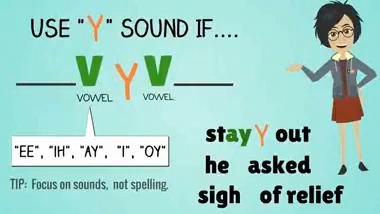 USE "Y" SOUND IF....
V Y V
VOWEL VOWEL
"EE", "IH", "AY", "I", "OY"
TIP: Focus on sounds, not spelling.
stay Y out
he asked
sigh of relief